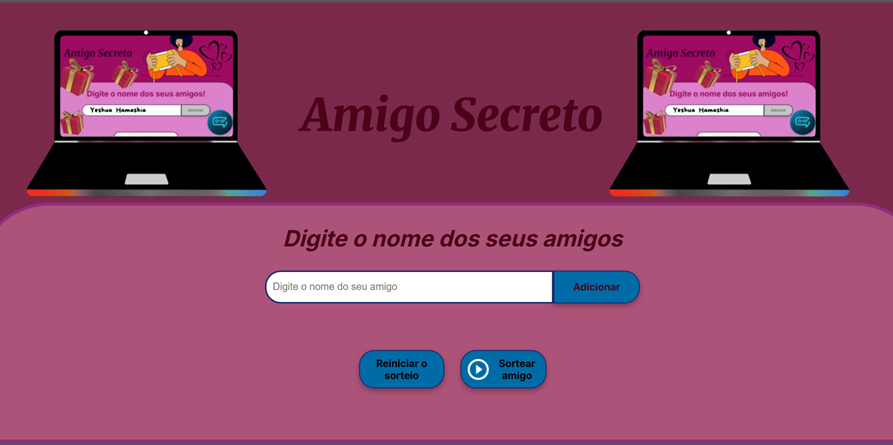 Amigo Secreto
Digite o nome dos seus amigos!
Yeshua Hamashia
Adicionar
Amigo Secreto
Amigo Secreto
Digite o nome dos seus amigos!
Yeshua Hamashia
Adicionar
Digite o nome dos seus amigos
Digite o nome do seu amigo
Adicionar
Reiniciar o
sorteio
Sortear
amigo